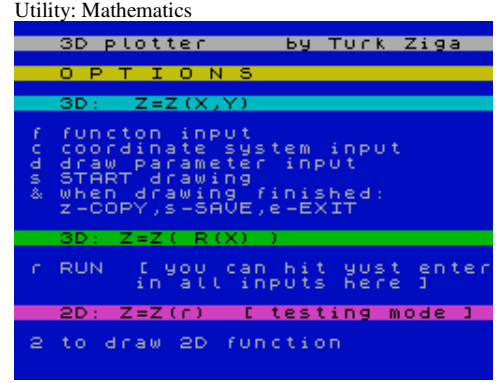 Utility: Mathematics
3D plotter by Turk Ziga
O P T I O N S
3D: Z=Z(X,Y)
f functon input
c coordinate system input
d draw parameter input
s START drawing
& when drawing finished:
z-COPY,s-SAVE,e-EXIT
3D: Z=Z( R(X) )
r RUN [ you can hit yust enter
in all inputs here ]
2D: Z=Z(r) [ testing mode ]
2 to draw 2D function